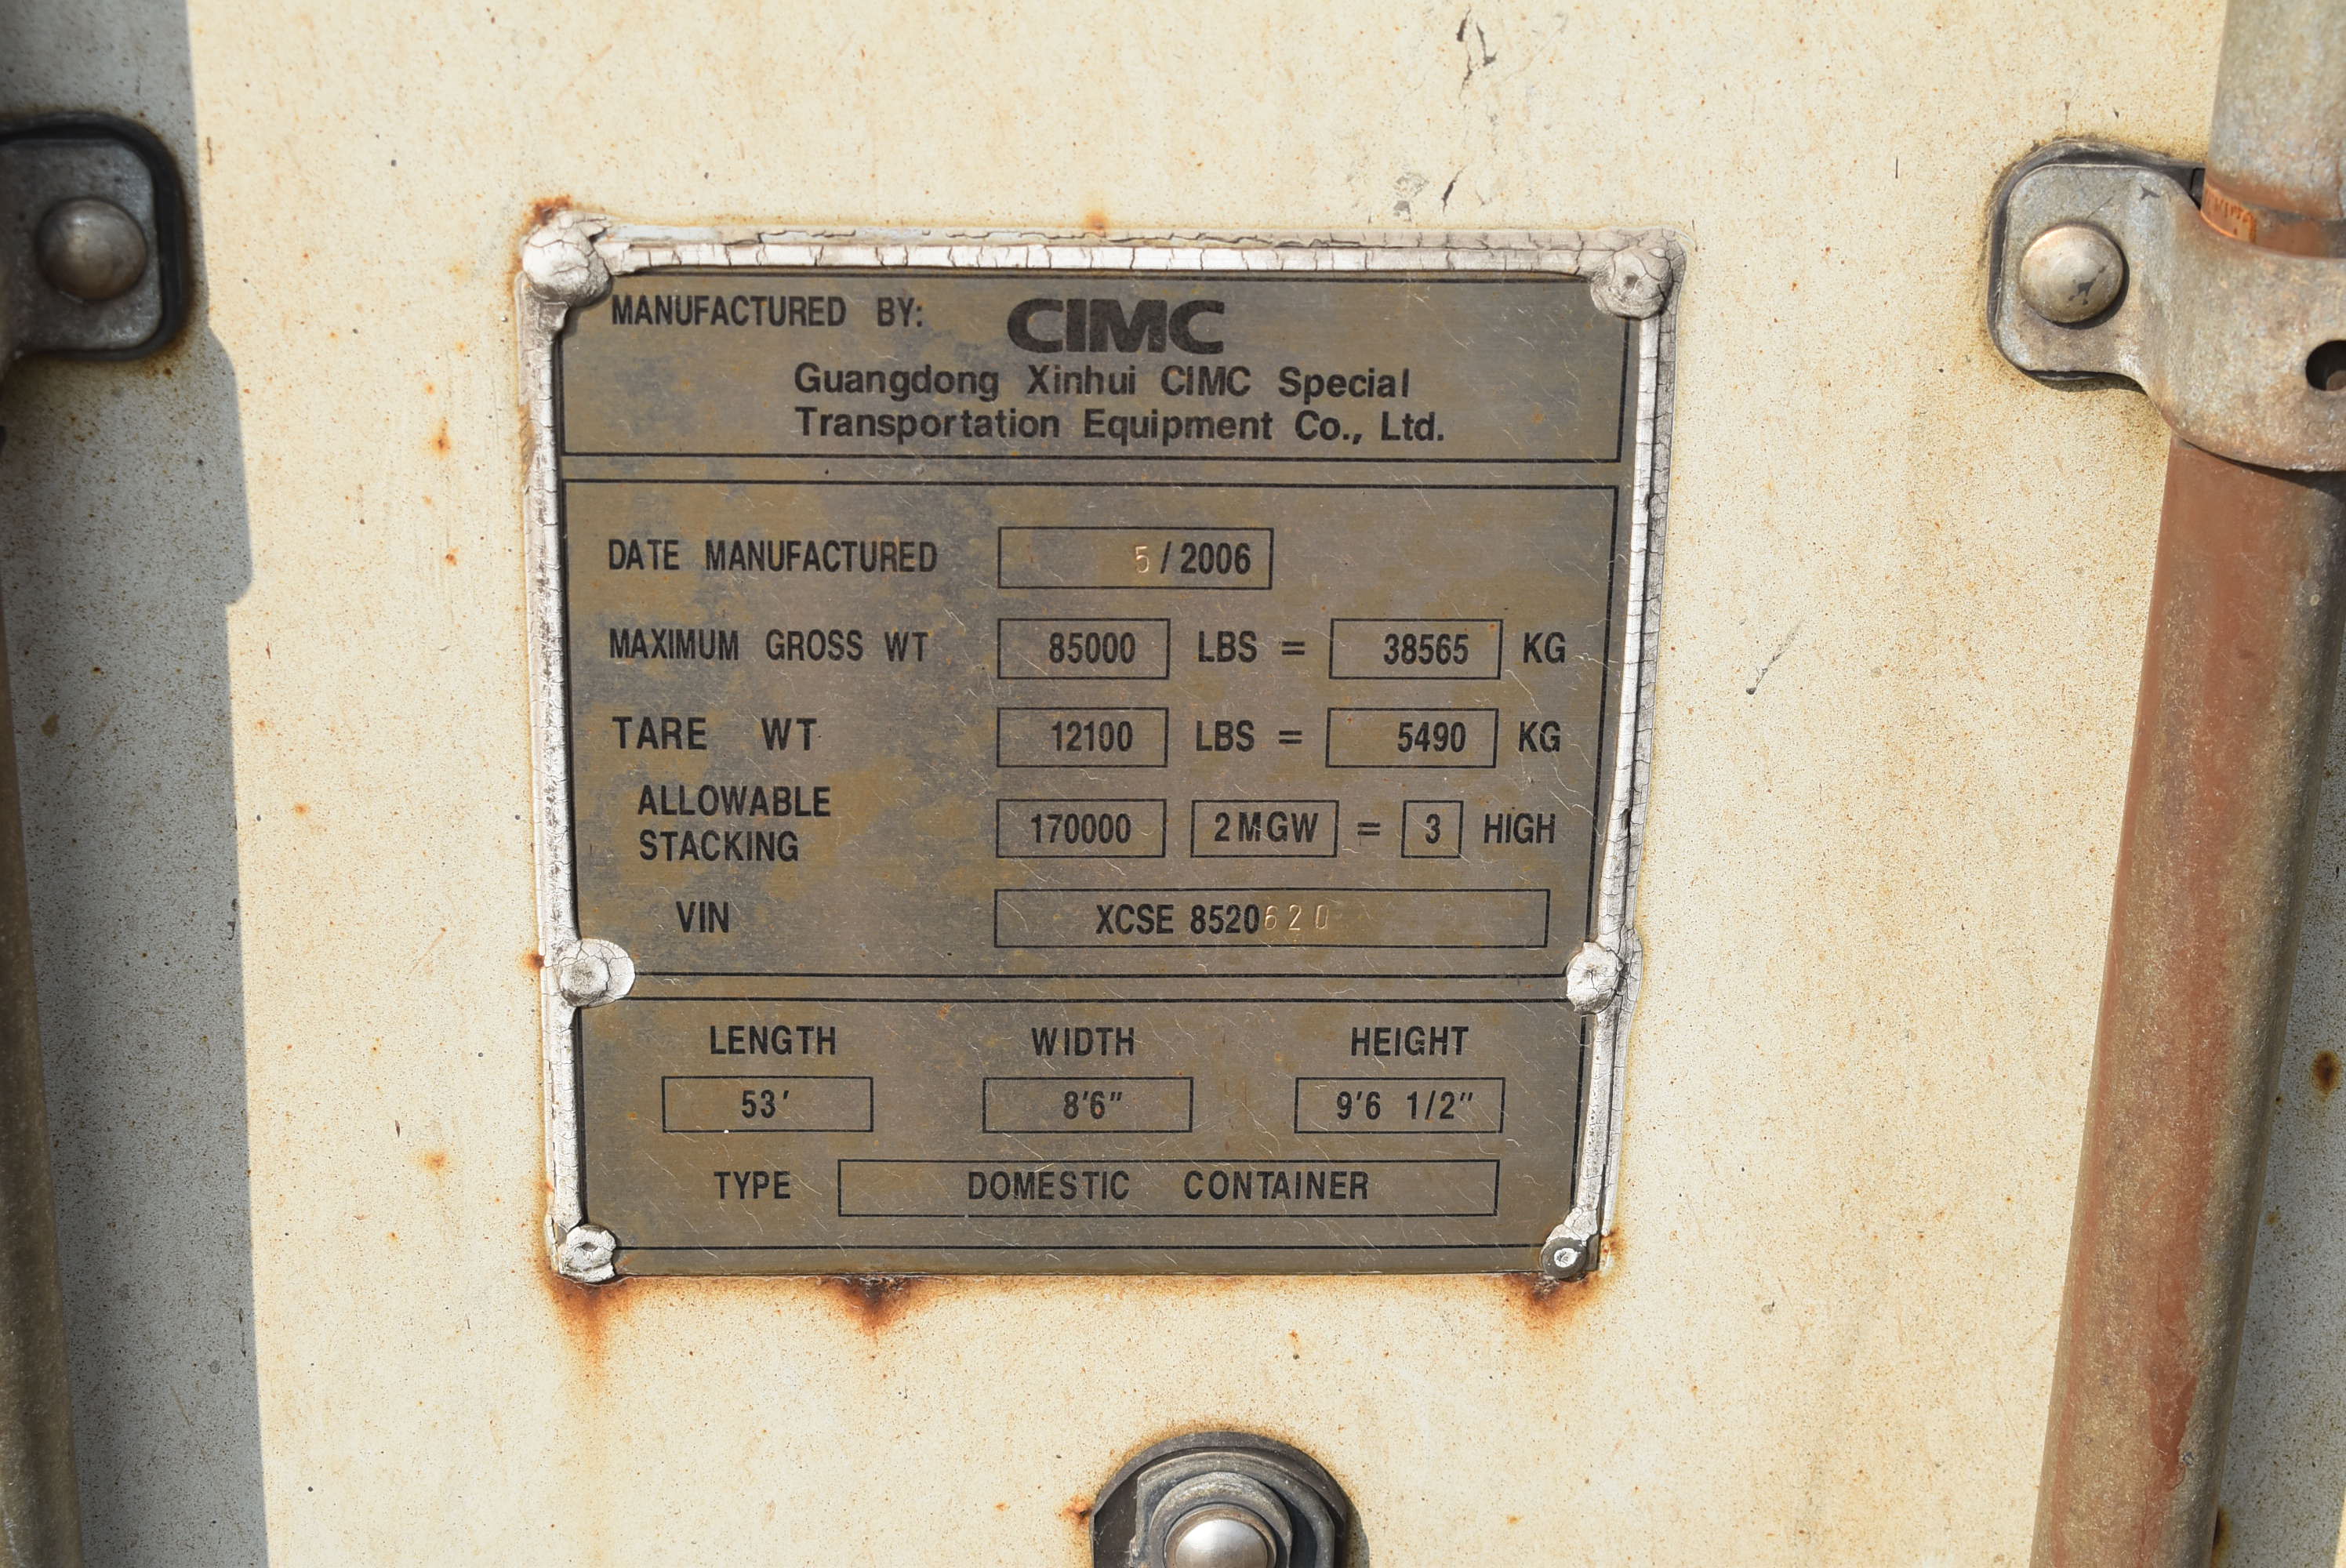 MANUFACTURED BY: CIMC
Guangdong Xinhui CIMC Special
Transportation Equipment Co., Ltd.
DATE MANUFACTURED 5 / 2006
MAXIMUM GROSS WT 85000 LBS = 38565 KG
TARE WT 12100 LBS = 5490 KG
ALLOWABLE
STACKING 170000 2MGW = 3 HIGH
VIN XCSE 8520620
LENGTH WIDTH HEIGHT
53' 8'6" 9'6 1/2"
TYPE DOMESTIC CONTAINER